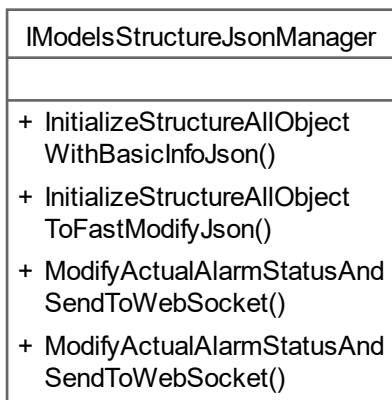 IModelsStructureJsonManager
+ InitializeStructureAllObject
WithBasicInfoJson()
+ InitializeStructureAllObject
ToFastModifyJson()
+ ModifyActualAlarmStatusAnd
SendToWebSocket()
+ ModifyActualAlarmStatusAnd
SendToWebSocket()